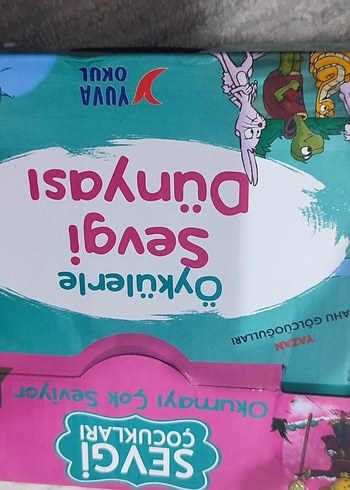 SEVGİ
ÇOCUKLARI
Okumayı Çok Seviyor
YAZAN
AHU GÖLCÜOĞULLARI
Öykülerle
Sevgi
Dünyası
YUVA
OKUL